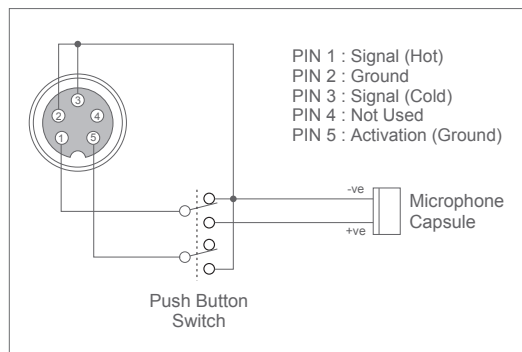 3
2
4
1
5
PIN 1 : Signal (Hot)
PIN 2 : Ground
PIN 3 : Signal (Cold)
PIN 4 : Not Used
PIN 5 : Activation (Ground)
-ve
+ve
Microphone
Capsule
Push Button
Switch